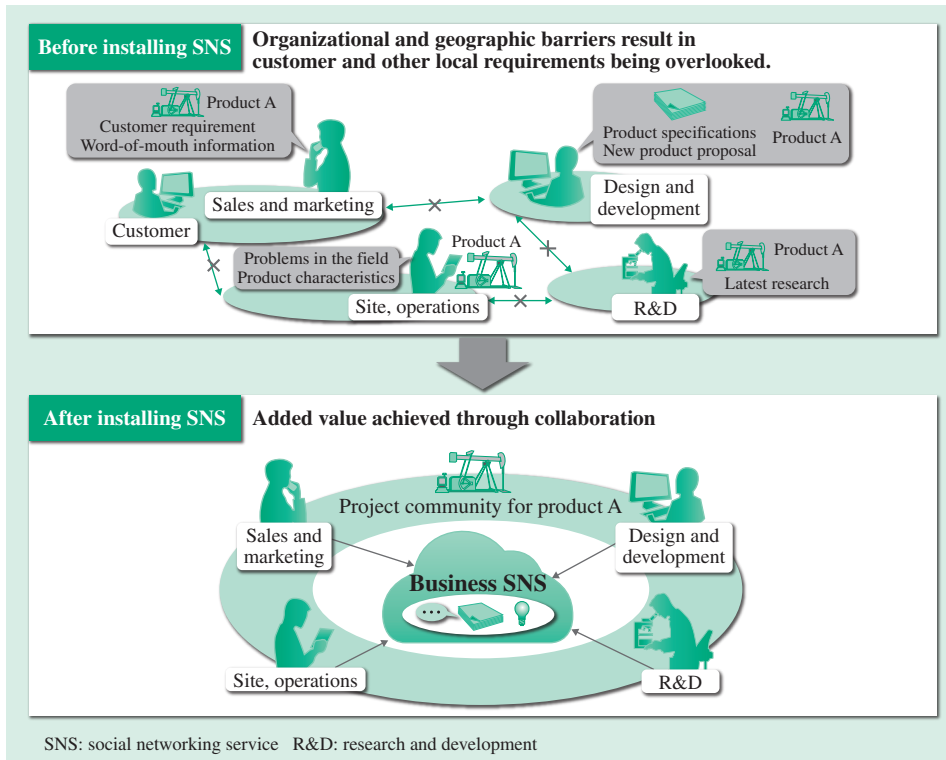 Before installing SNS
Organizational and geographic barriers result in
customer and other local requirements being overlooked.
Product A
Customer requirement
Word-of-mouth information
Product specifications
New product proposal
Product A
Sales and marketing
Customer
Design and
development
Problems in the field
Product characteristics
Product A
Site, operations
Product A
Latest research
R&D
After installing SNS
Added value achieved through collaboration
Project community for product A
Sales and
marketing
Design and
development
Business SNS
Site, operations
R&D
SNS: social networking service R&D: research and development